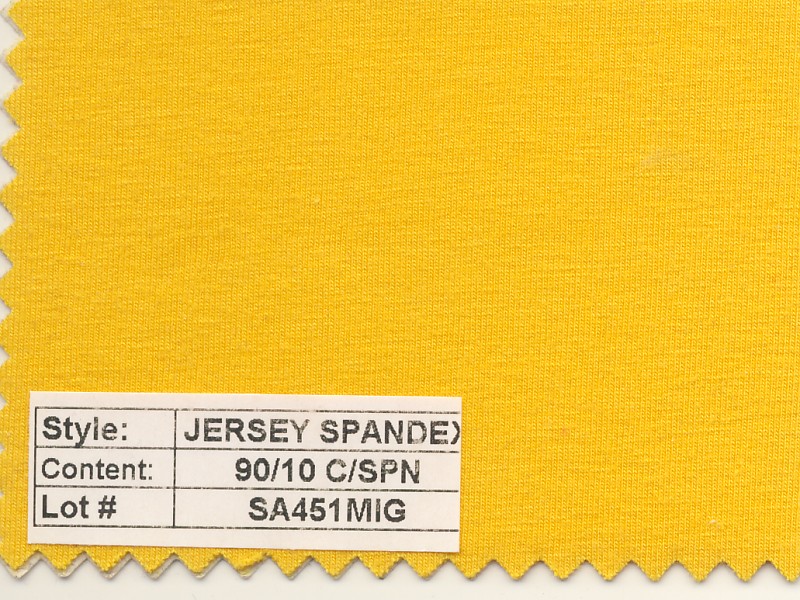 Style: JERSEY SPANDEX
Content: 90/10 C/SPN
Lot # SA451MIG